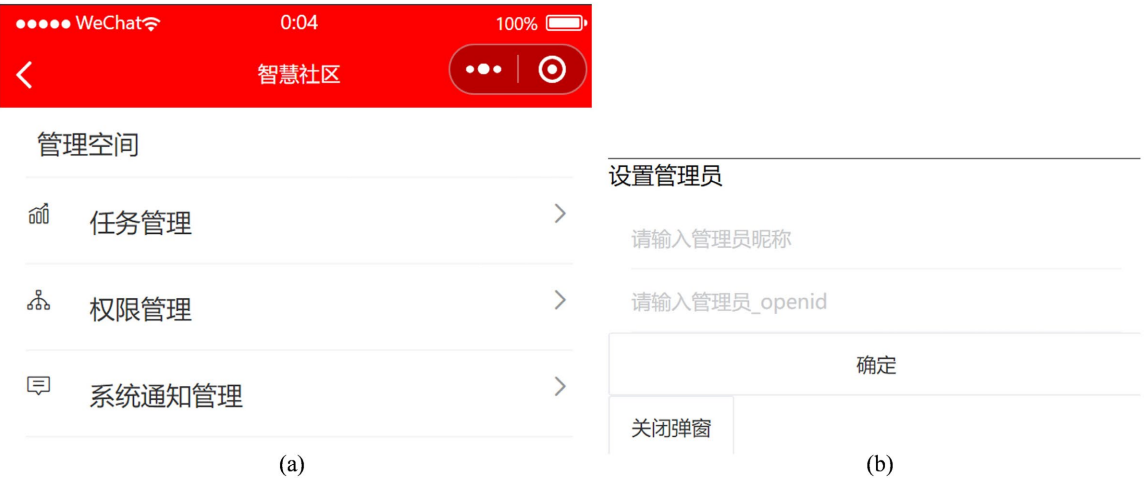 WeChat 0:04 100%
智慧社区
管理空间
任务管理
权限管理
系统通知管理
(a)
设置管理员
请输入管理员昵称
请输入管理员_openid
确定
关闭弹窗
(b)